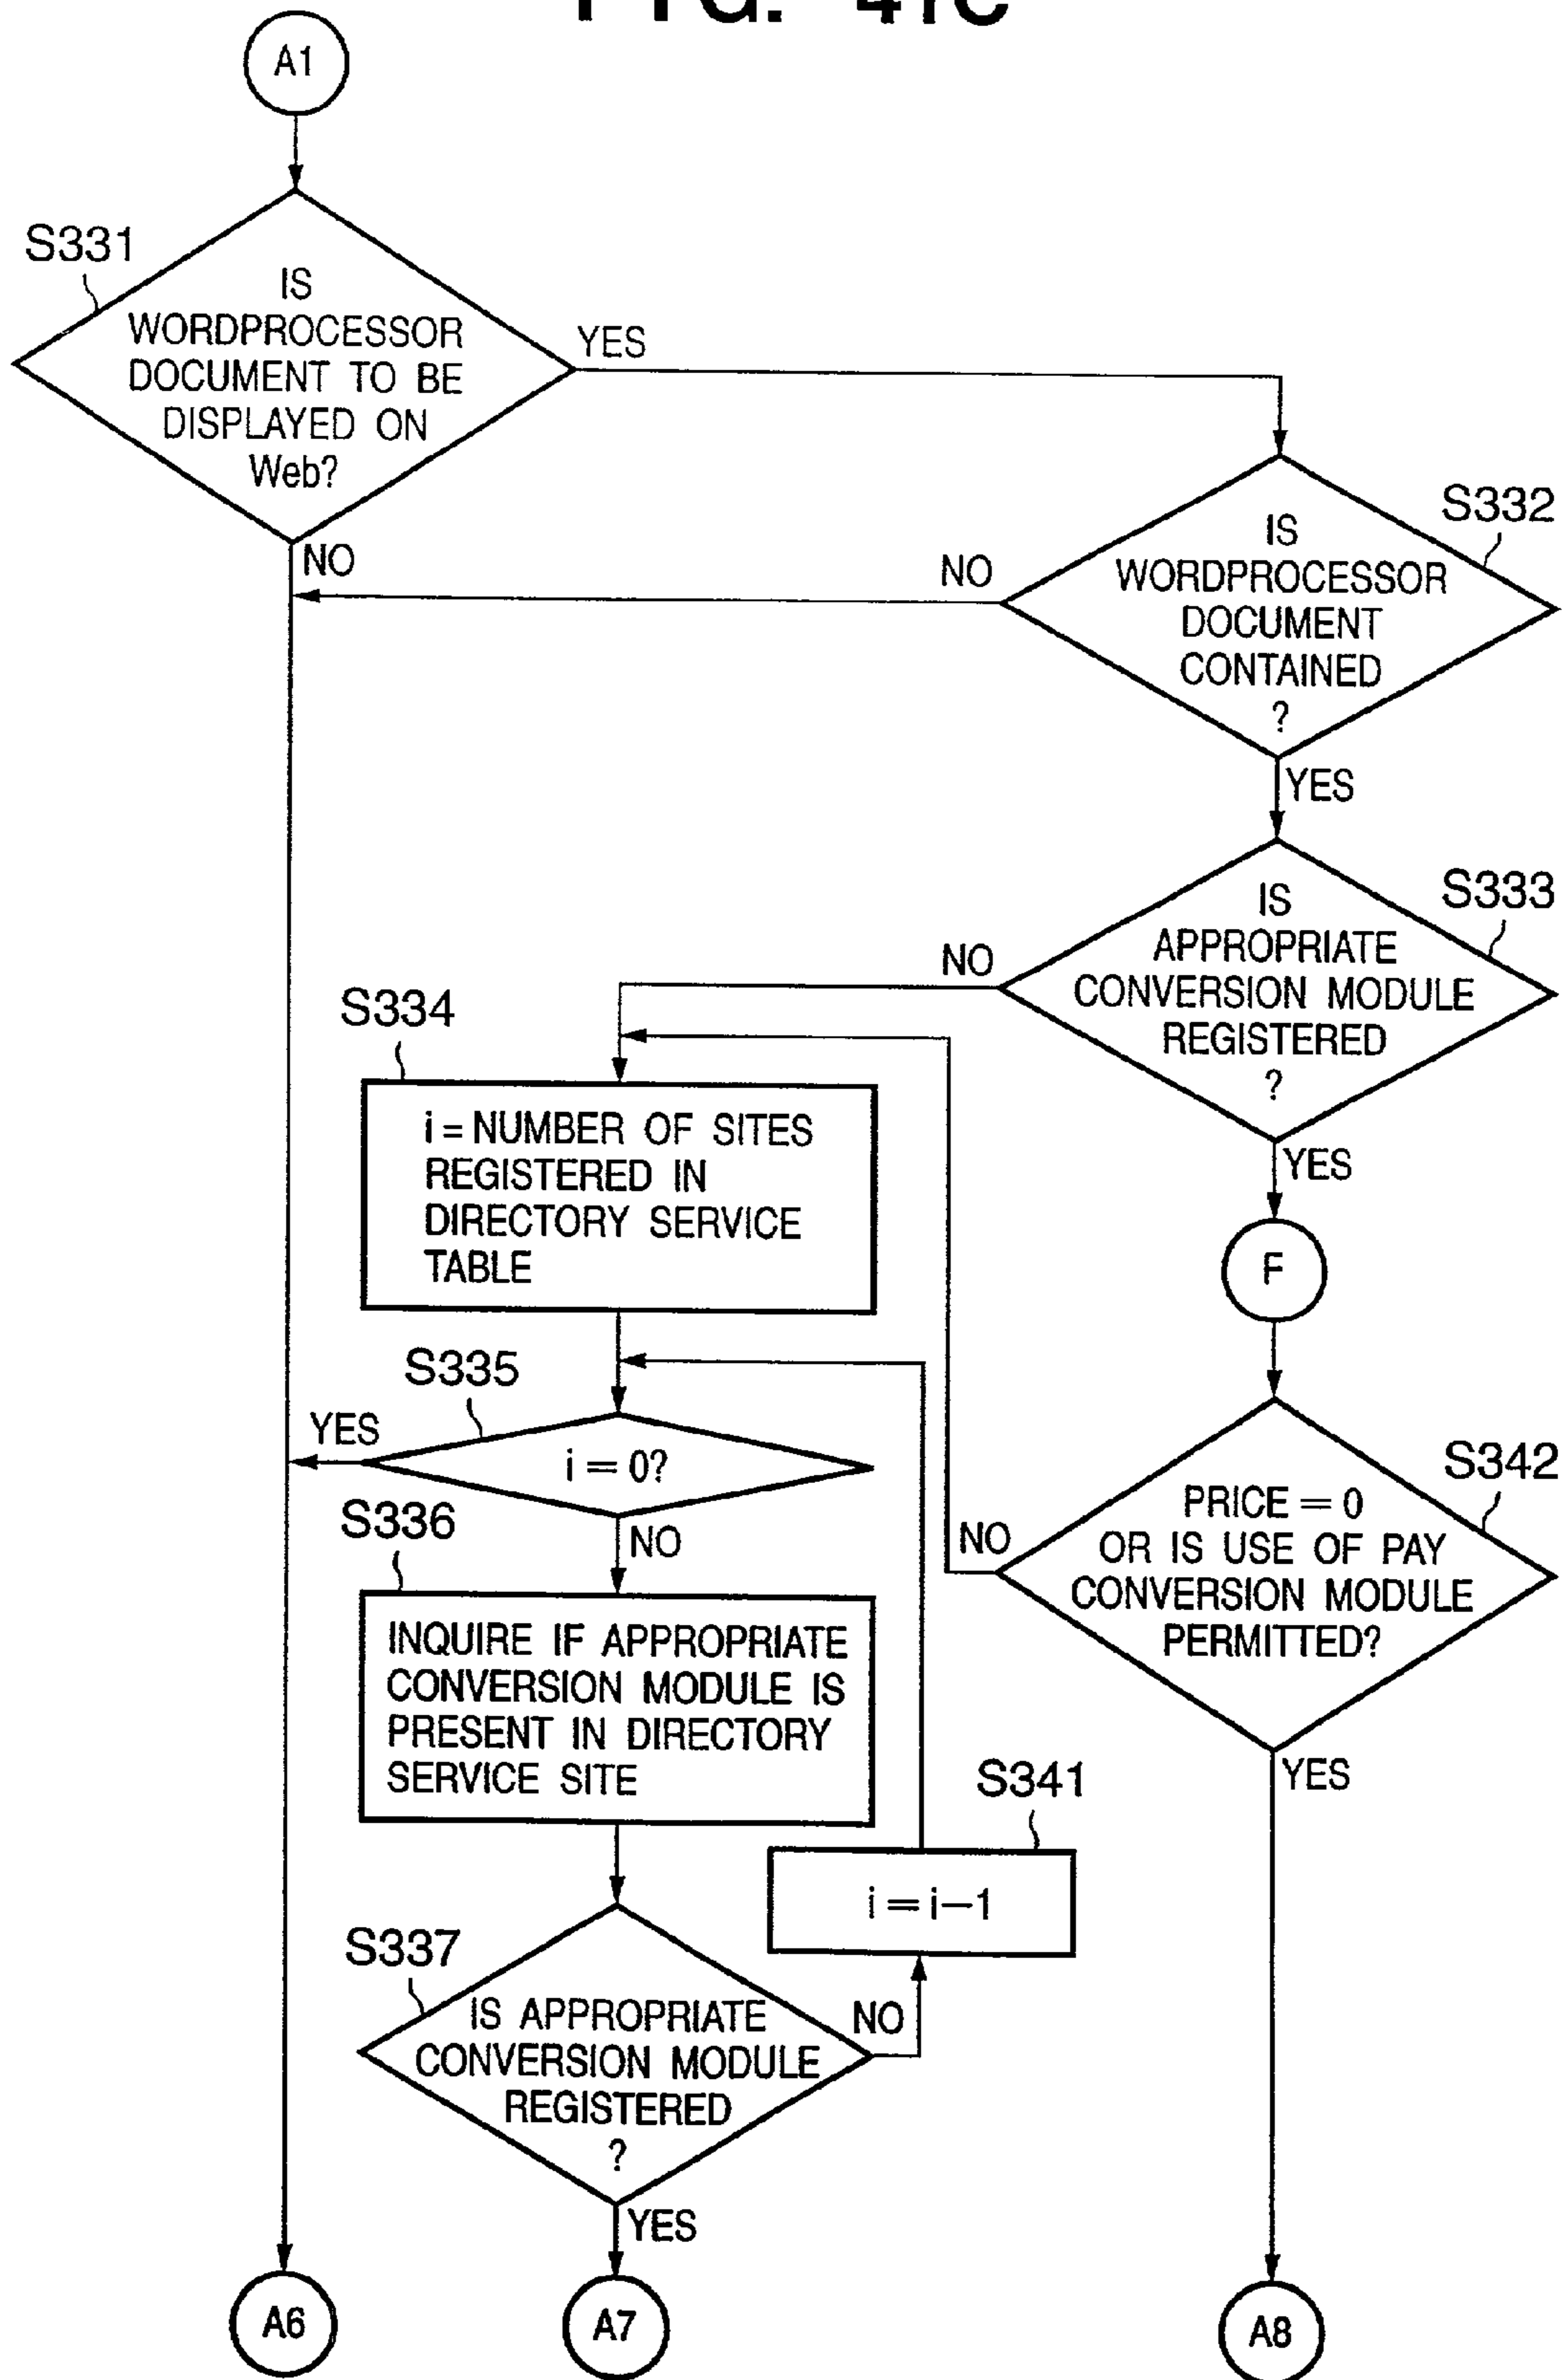 FIG. 41C
A1
S331
IS
WORDPROCESSOR
DOCUMENT TO BE
DISPLAYED ON
Web?
YES
NO
S332
IS
WORDPROCESSOR
DOCUMENT
CONTAINED
?
NO
YES
S333
IS
APPROPRIATE
CONVERSION MODULE
REGISTERED
?
NO
YES
S334
i = NUMBER OF SITES
REGISTERED IN
DIRECTORY SERVICE
TABLE
F
S335
i = 0?
YES
NO
S342
PRICE = 0
OR IS USE OF PAY
CONVERSION MODULE
PERMITTED?
NO
YES
S336
INQUIRE IF APPROPRIATE
CONVERSION MODULE IS
PRESENT IN DIRECTORY
SERVICE SITE
S341
i = i−1
S337
IS APPROPRIATE
CONVERSION MODULE
REGISTERED
?
NO
YES
A6
A7
A8